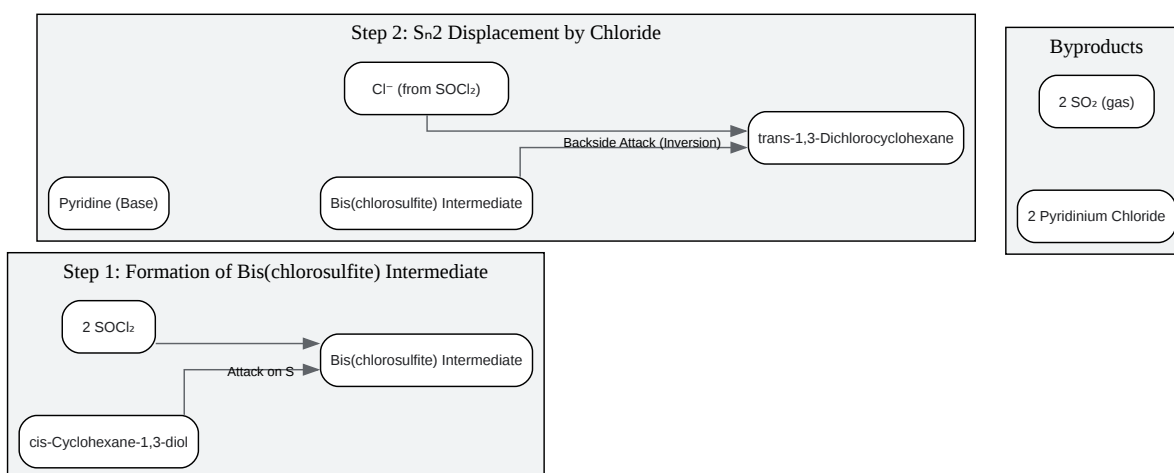 Step 2: Sₙ2 Displacement by Chloride
Cl⁻ (from SOCl₂)
Backside Attack (Inversion)
trans-1,3-Dichlorocyclohexane
Pyridine (Base)
Bis(chlorosulfite) Intermediate
Byproducts
2 SO₂ (gas)
2 Pyridinium Chloride
Step 1: Formation of Bis(chlorosulfite) Intermediate
2 SOCl₂
Bis(chlorosulfite) Intermediate
Attack on S
cis-Cyclohexane-1,3-diol